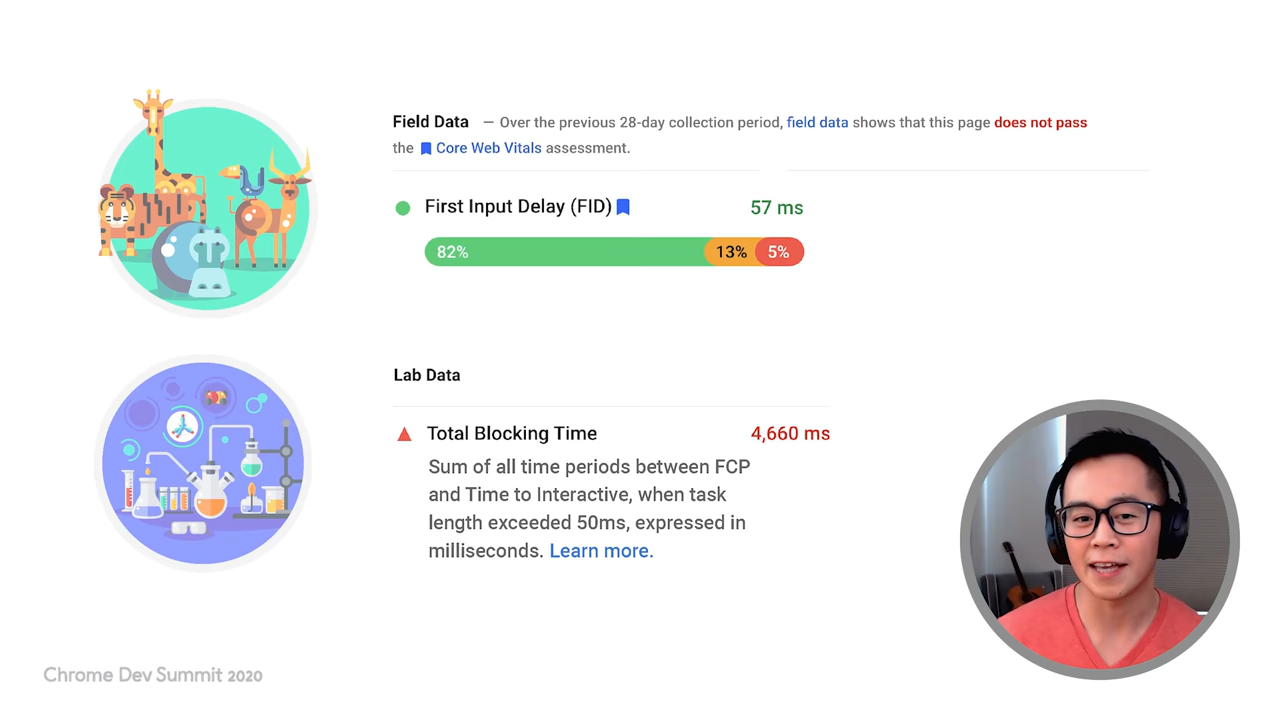 Field Data — Over the previous 28-day collection period, field data shows that this page does not pass
the Core Web Vitals assessment.
First Input Delay (FID) 57 ms
82% 13% 5%
Lab Data
Total Blocking Time 4,660 ms
Sum of all time periods between FCP
and Time to Interactive, when task
length exceeded 50ms, expressed in
milliseconds. Learn more.
Chrome Dev Summit 2020